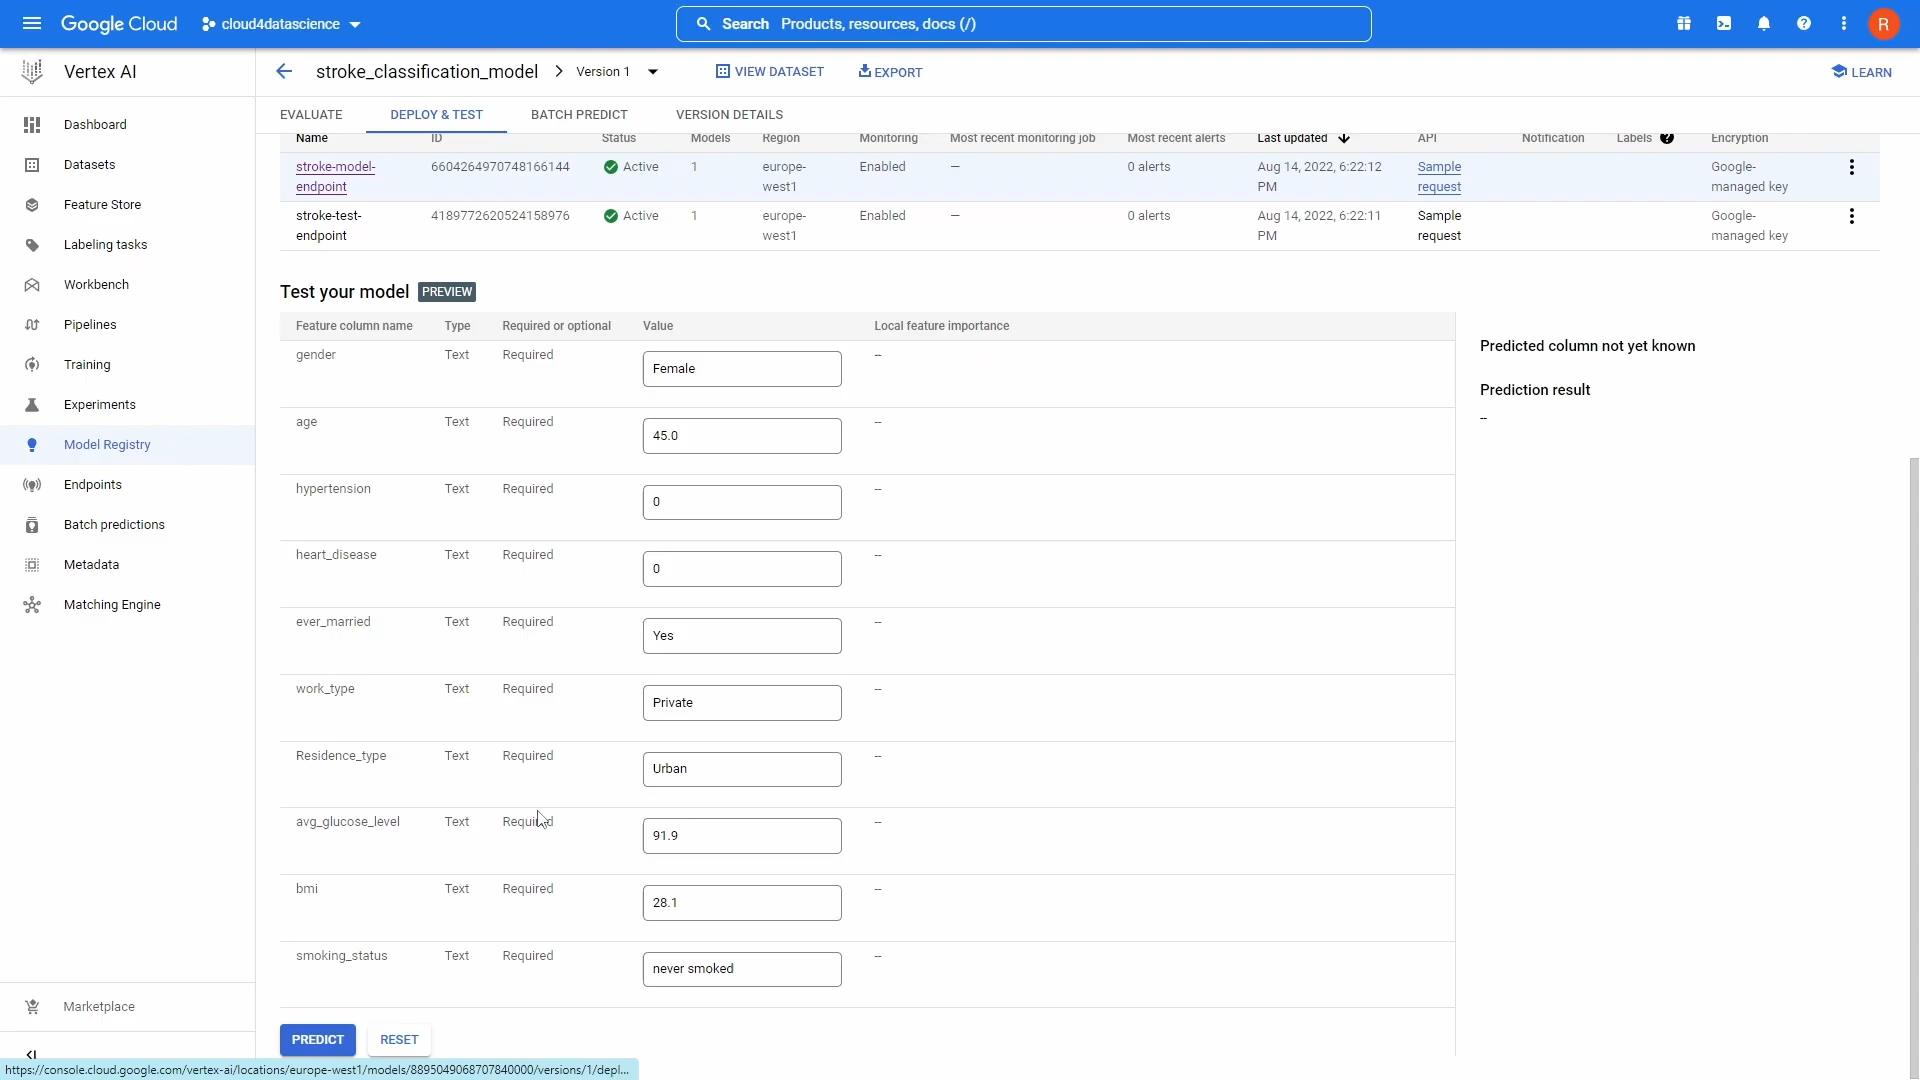 Google Cloud cloud4datascience Search Products, resources, docs (/) R
Vertex AI stroke_classification_model Version 1 VIEW DATASET EXPORT LEARN
EVALUATE DEPLOY & TEST BATCH PREDICT VERSION DETAILS
Name ID Status Models Region Monitoring Most recent monitoring job Most recent alerts Last updated API Notification Labels ? Encryption
stroke-model- 6604264970748166144 Active 1 europe- Enabled — 0 alerts Aug 14, 2022, 6:22:12 Sample Google-
endpoint west1 PM request managed key
stroke-test- 4189772620524158976 Active 1 europe- Enabled — 0 alerts Aug 14, 2022, 6:22:11 Sample Google-
endpoint west1 PM request managed key
Dashboard
Datasets
Feature Store
Labeling tasks
Workbench
Pipelines
Training
Experiments
Model Registry
Endpoints
Batch predictions
Metadata
Matching Engine
Marketplace
Test your model PREVIEW
Feature column name Type Required or optional Value Local feature importance
gender Text Required Female --
age Text Required 45.0 --
hypertension Text Required 0 --
heart_disease Text Required 0 --
ever_married Text Required Yes --
work_type Text Required Private --
Residence_type Text Required Urban --
avg_glucose_level Text Required 91.9 --
bmi Text Required 28.1 --
smoking_status Text Required never smoked --
Predicted column not yet known
Prediction result
--
PREDICT RESET
https://console.cloud.google.com/vertex-ai/locations/europe-west1/models/8895049068707840000/versions/1/depl...